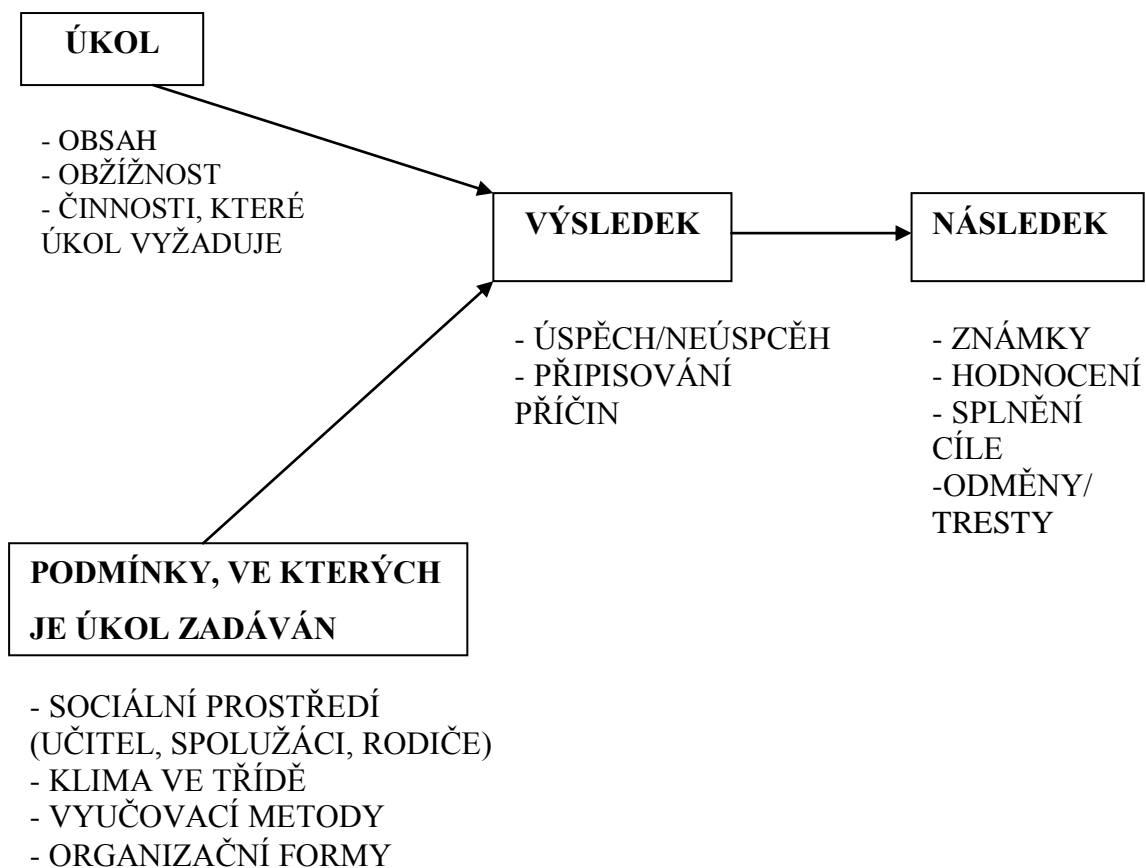 ÚKOL
- OBSAH
- OBŽÍŽNOST
- ČINNOSTI, KTERÉ
ÚKOL VYŽADUJE
VÝSLEDEK
- ÚSPĚCH/NEÚSPCĚH
- PŘIPISOVÁNÍ
PŘÍČIN
NÁSLEDEK
- ZNÁMKY
- HODNOCENÍ
- SPLNĚNÍ
CÍLE
-ODMĚNY/
TRESTY
PODMÍNKY, VE KTERÝCH
JE ÚKOL ZADÁVÁN
- SOCIÁLNÍ PROSTŘEDÍ
(UČITEL, SPOLUŽÁCI, RODIČE)
- KLIMA VE TŘÍDĚ
- VYUČOVACÍ METODY
- ORGANIZAČNÍ FORMY